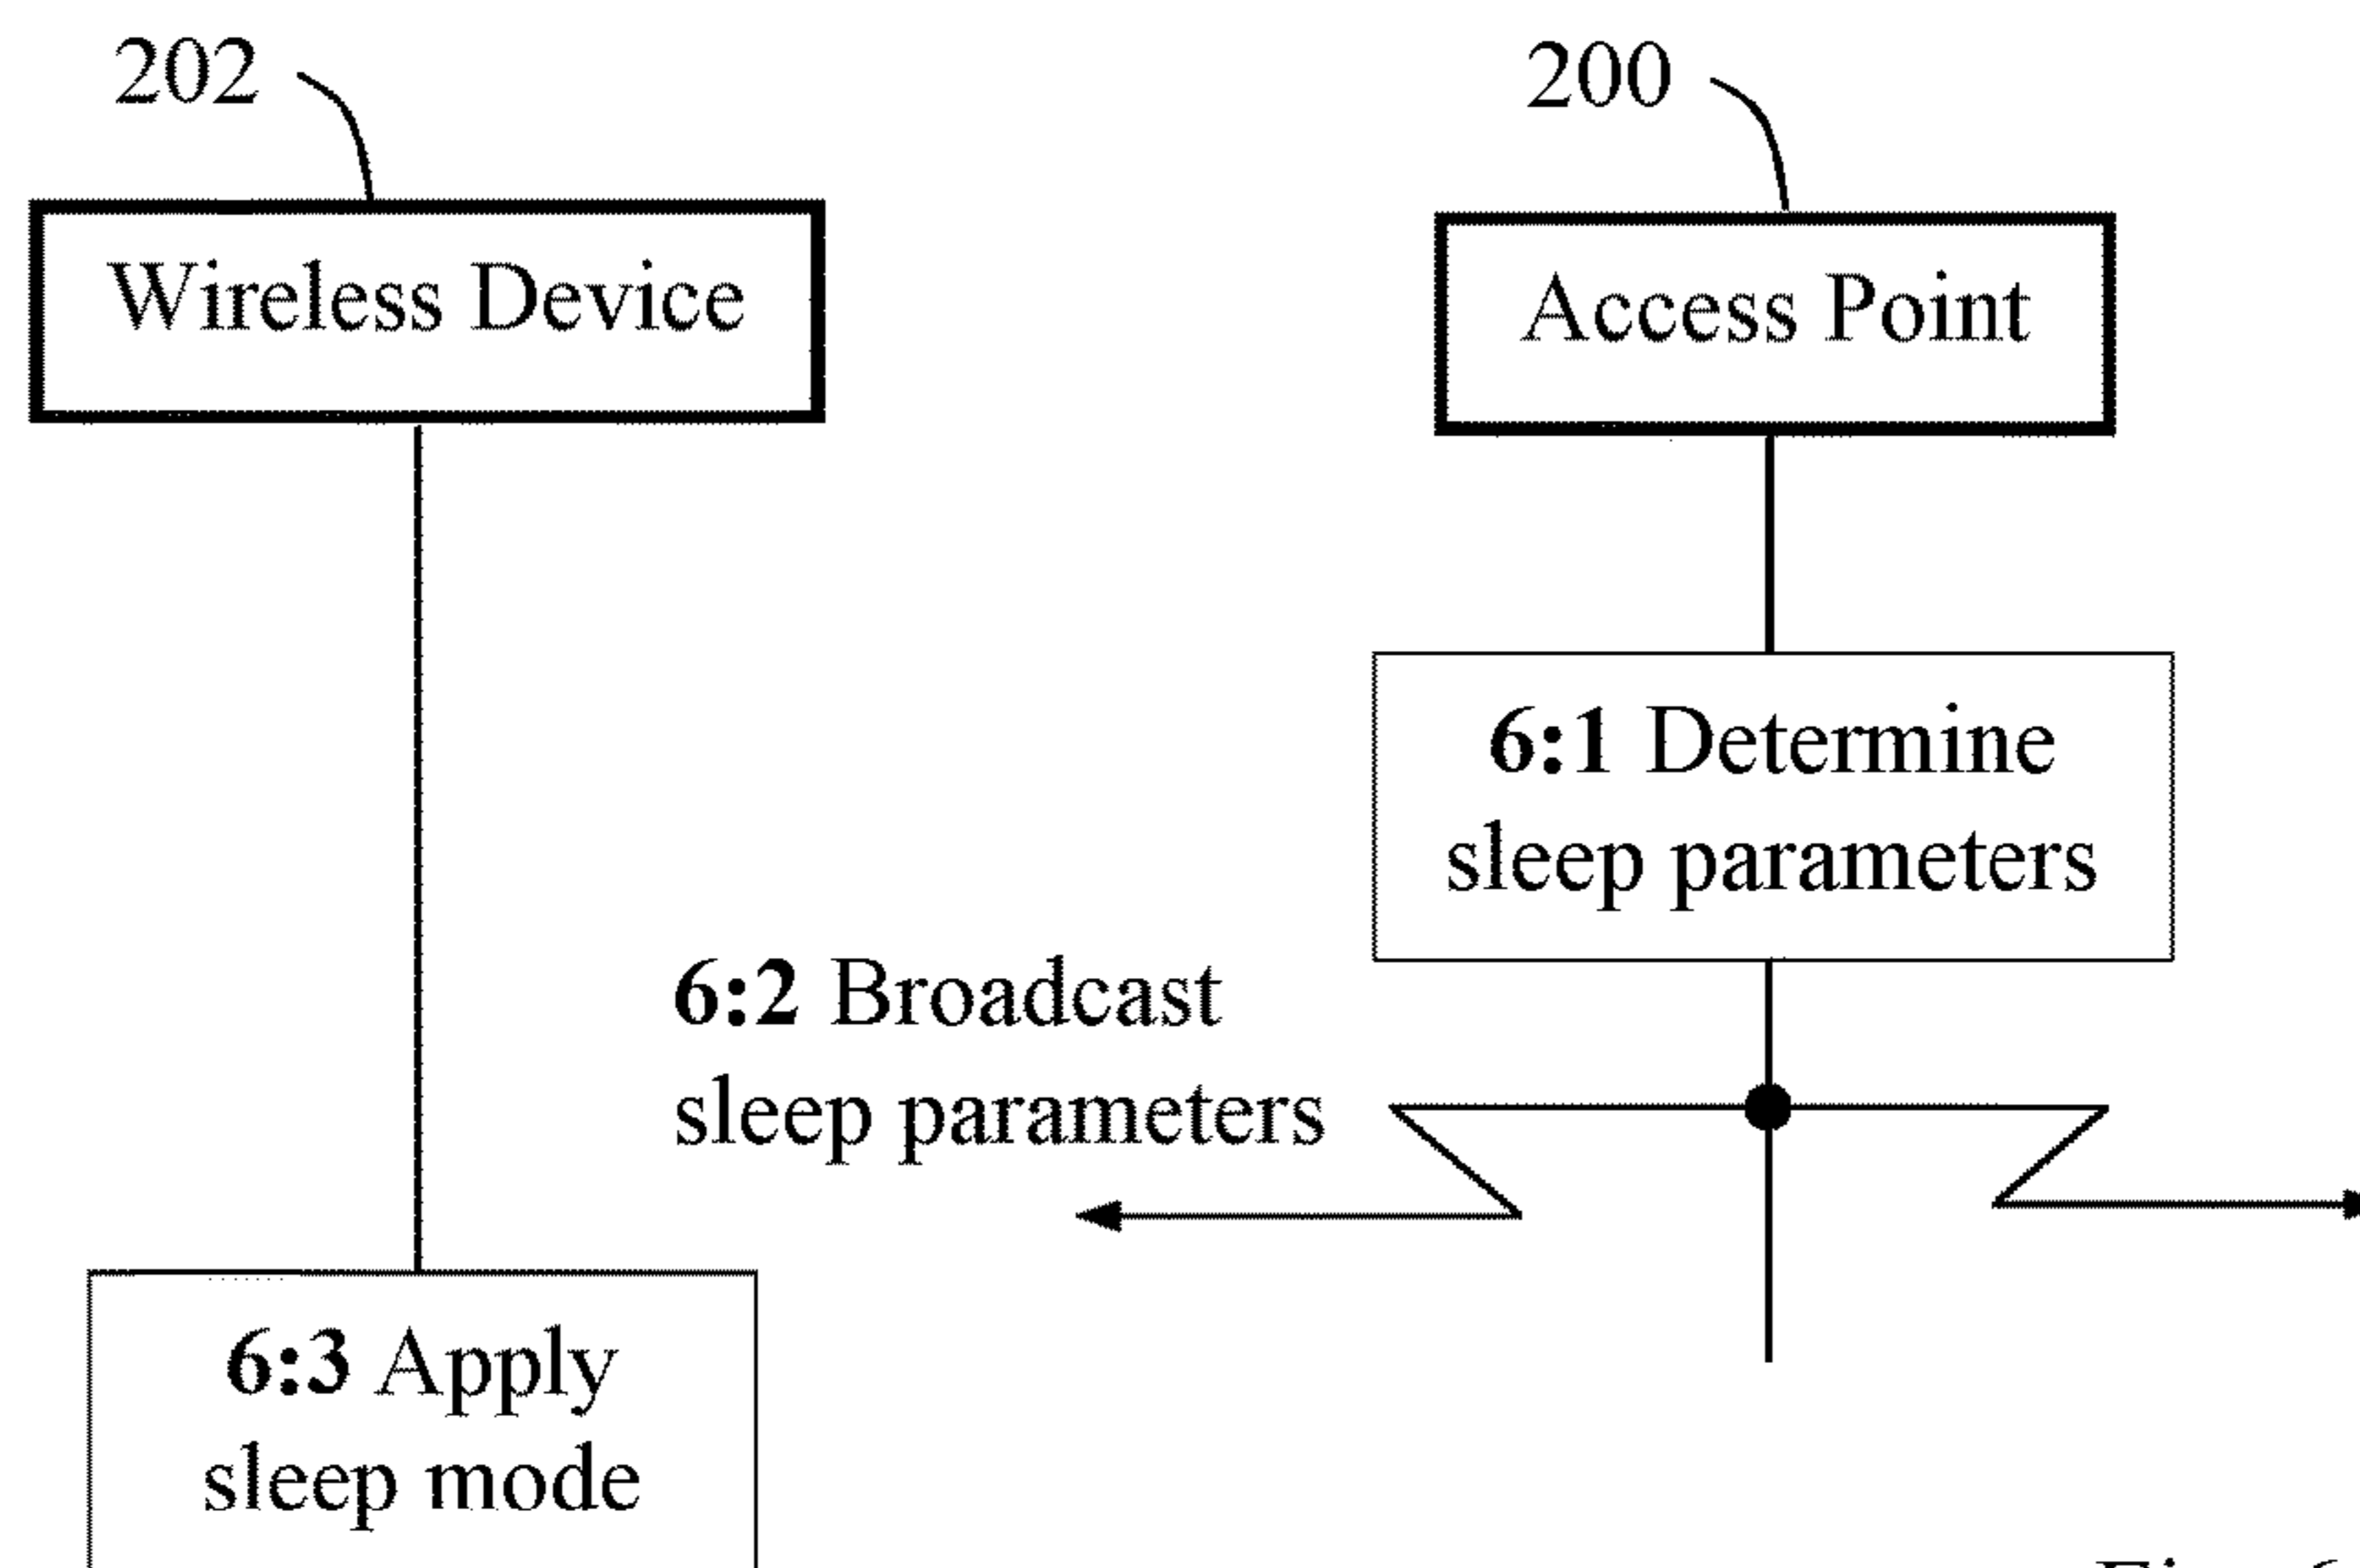 202
200
Wireless Device
Access Point
6:1 Determine
sleep parameters
6:2 Broadcast
sleep parameters
6:3 Apply
sleep mode